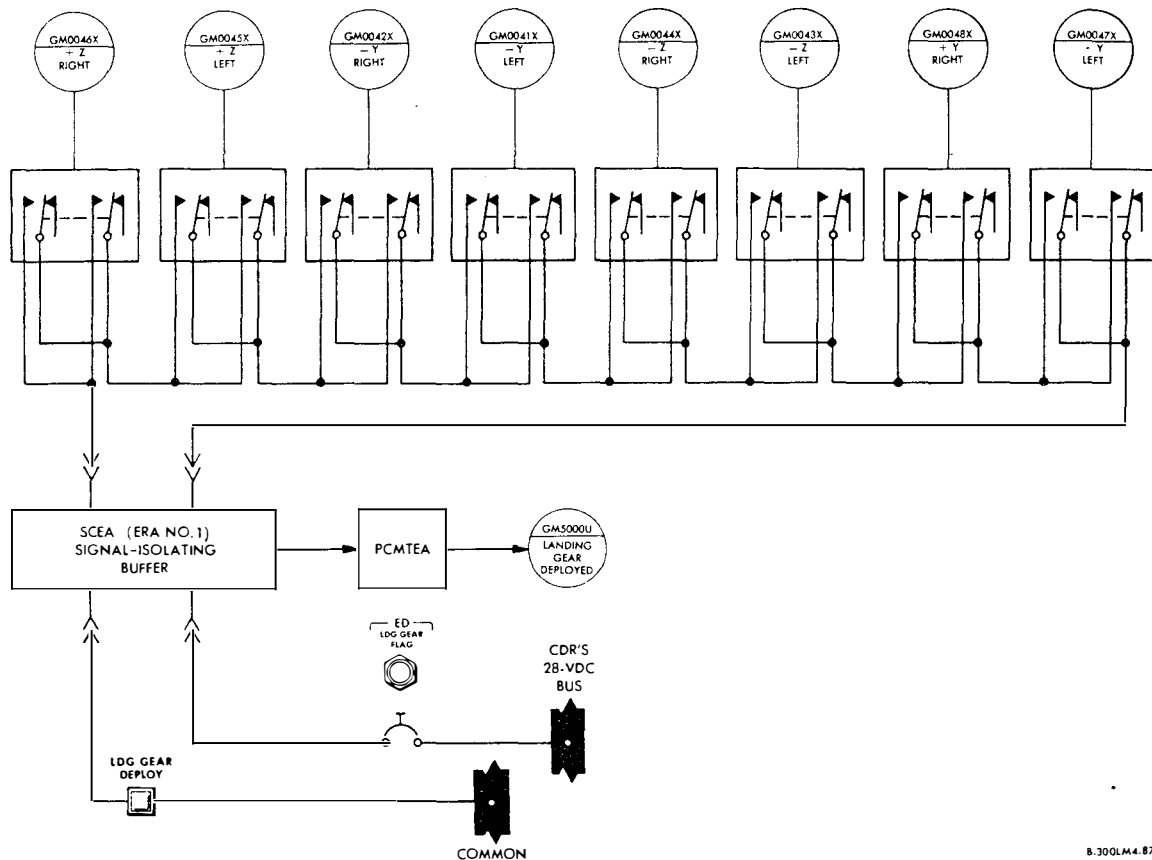 GM0046X
+ Z
RIGHT
GM0045X
+ Z
LEFT
GM0042X
- Y
RIGHT
GM0041X
- Y
LEFT
GM0044X
- Z
RIGHT
GM0043X
- Z
LEFT
GM0048X
+ Y
RIGHT
GM0047X
- Y
LEFT
SCEA (ERA NO.1)
SIGNAL-ISOLATING
BUFFER
PCMTEA
GM5000U
LANDING
GEAR
DEPLOYED
ED
LDG GEAR
FLAG
CDR'S
28-VDC
BUS
LDG GEAR
DEPLOY
COMMON
B-300LM4-87